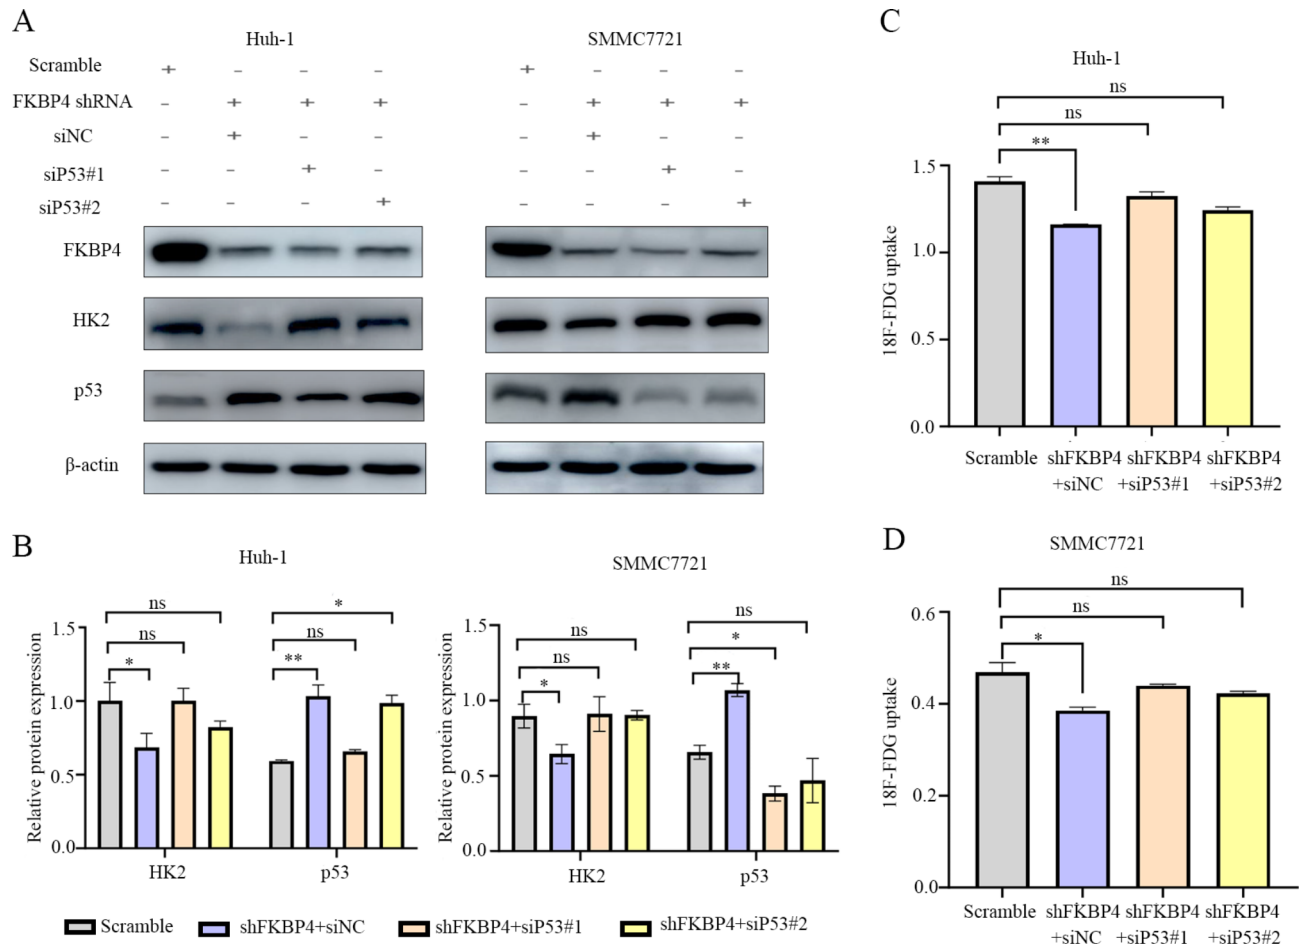 A
Huh-1
SMMC7721
Scramble + - - - + - - -
FKBP4 shRNA - + + + - + + +
siNC - + - - - + - -
siP53#1 - - + - - - + -
siP53#2 - - - + - - - +
FKBP4
HK2
p53
β-actin
B
Huh-1
ns
ns
*
*
ns
**
Relative protein expression
1.5
1.0
0.5
0.0
HK2
p53
SMMC7721
ns
ns
*
ns
*
**
Relative protein expression
1.5
1.0
0.5
0.0
HK2
p53
Scramble
shFKBP4+siNC
shFKBP4+siP53#1
shFKBP4+siP53#2
C
Huh-1
ns
ns
**
18F-FDG uptake
1.5
1.0
0.5
0.0
Scramble shFKBP4 shFKBP4 shFKBP4
+siNC +siP53#1 +siP53#2
D
SMMC7721
ns
ns
*
18F-FDG uptake
0.6
0.4
0.2
0.0
Scramble shFKBP4 shFKBP4 shFKBP4
+siNC +siP53#1 +siP53#2